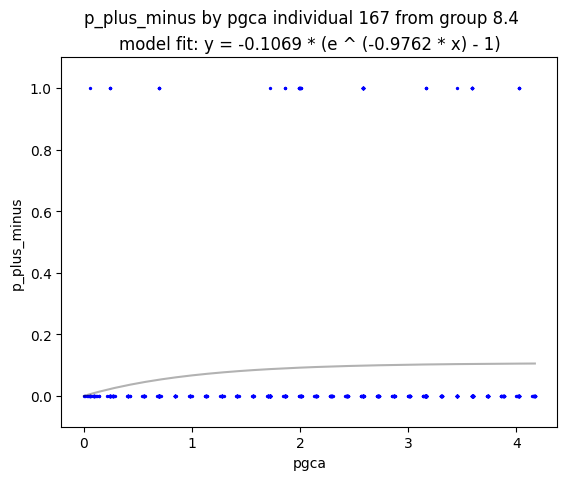 p_plus_minus by pgca individual 167 from group 8.4
model fit: y = -0.1069 * (e ^ (-0.9762 * x) - 1)
1.0
0.8
0.6
0.4
0.2
0.0
p_plus_minus
0 1 2 3 4
pgca